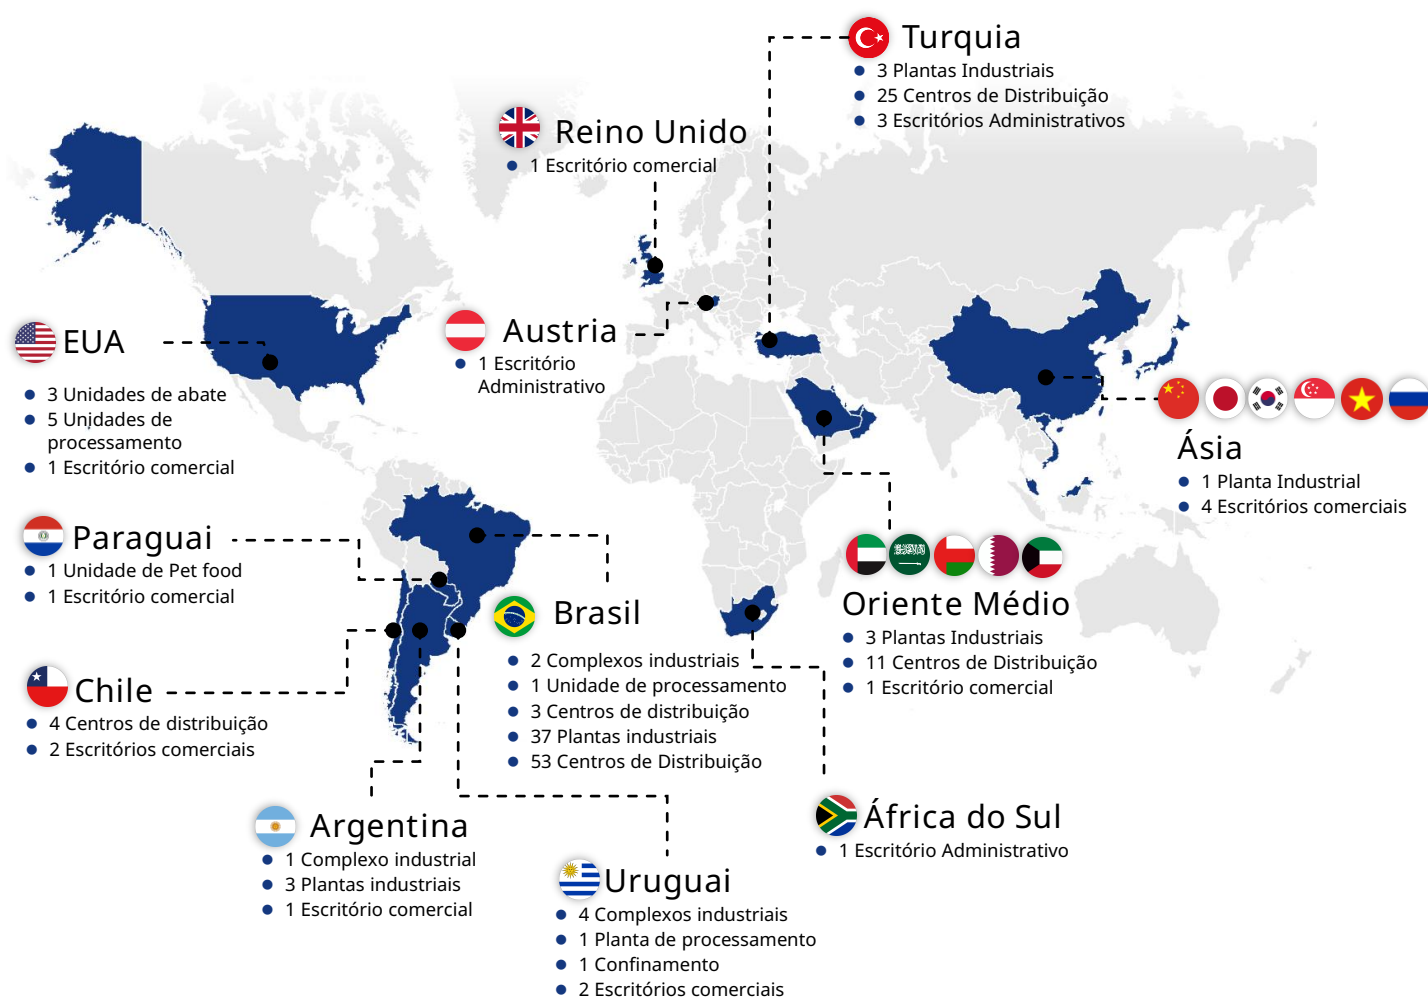 Turquia
3 Plantas Industriais
25 Centros de Distribuição
3 Escritórios Administrativos
Reino Unido
1 Escritório comercial
Austria
1 Escritório
Administrativo
EUA
3 Unidades de abate
5 Unidades de
processamento
1 Escritório comercial
Ásia
1 Planta Industrial
4 Escritórios comerciais
Paraguai
1 Unidade de Pet food
1 Escritório comercial
Oriente Médio
3 Plantas Industriais
11 Centros de Distribuição
1 Escritório comercial
Brasil
2 Complexos industriais
1 Unidade de processamento
3 Centros de distribuição
37 Plantas industriais
53 Centros de Distribuição
Chile
4 Centros de distribuição
2 Escritórios comerciais
Argentina
1 Complexo industrial
3 Plantas industriais
1 Escritório comercial
África do Sul
1 Escritório Administrativo
Uruguai
4 Complexos industriais
1 Planta de processamento
1 Confinamento
2 Escritórios comerciais